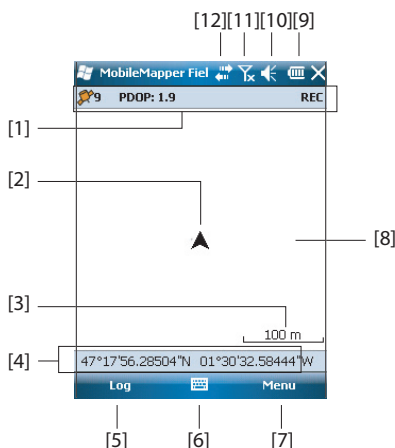 [12][11][10] [9]
MobileMapper Fiel
9 PDOP: 1.9 REC
[1]
[2]
[8]
[3]
100 m
[4]
47°17'56.28504"N 01°30'32.58444"W
Log Menu
[5] [6] [7]